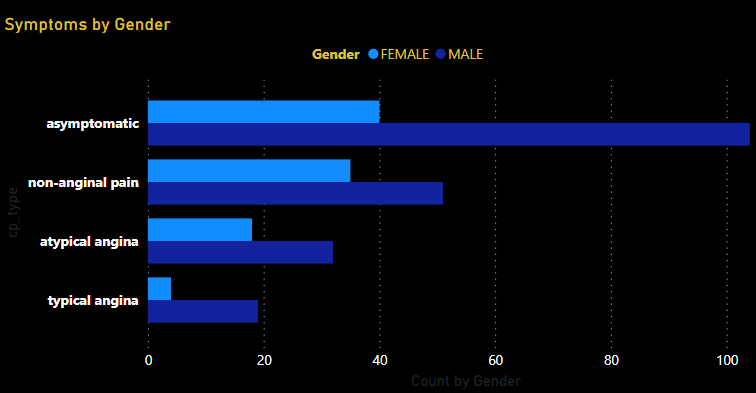 Symptoms by Gender
Gender FEMALE MALE
asymptomatic
non-anginal pain
atypical angina
typical angina
cp_type
0 20 40 60 80 100
Count by Gender